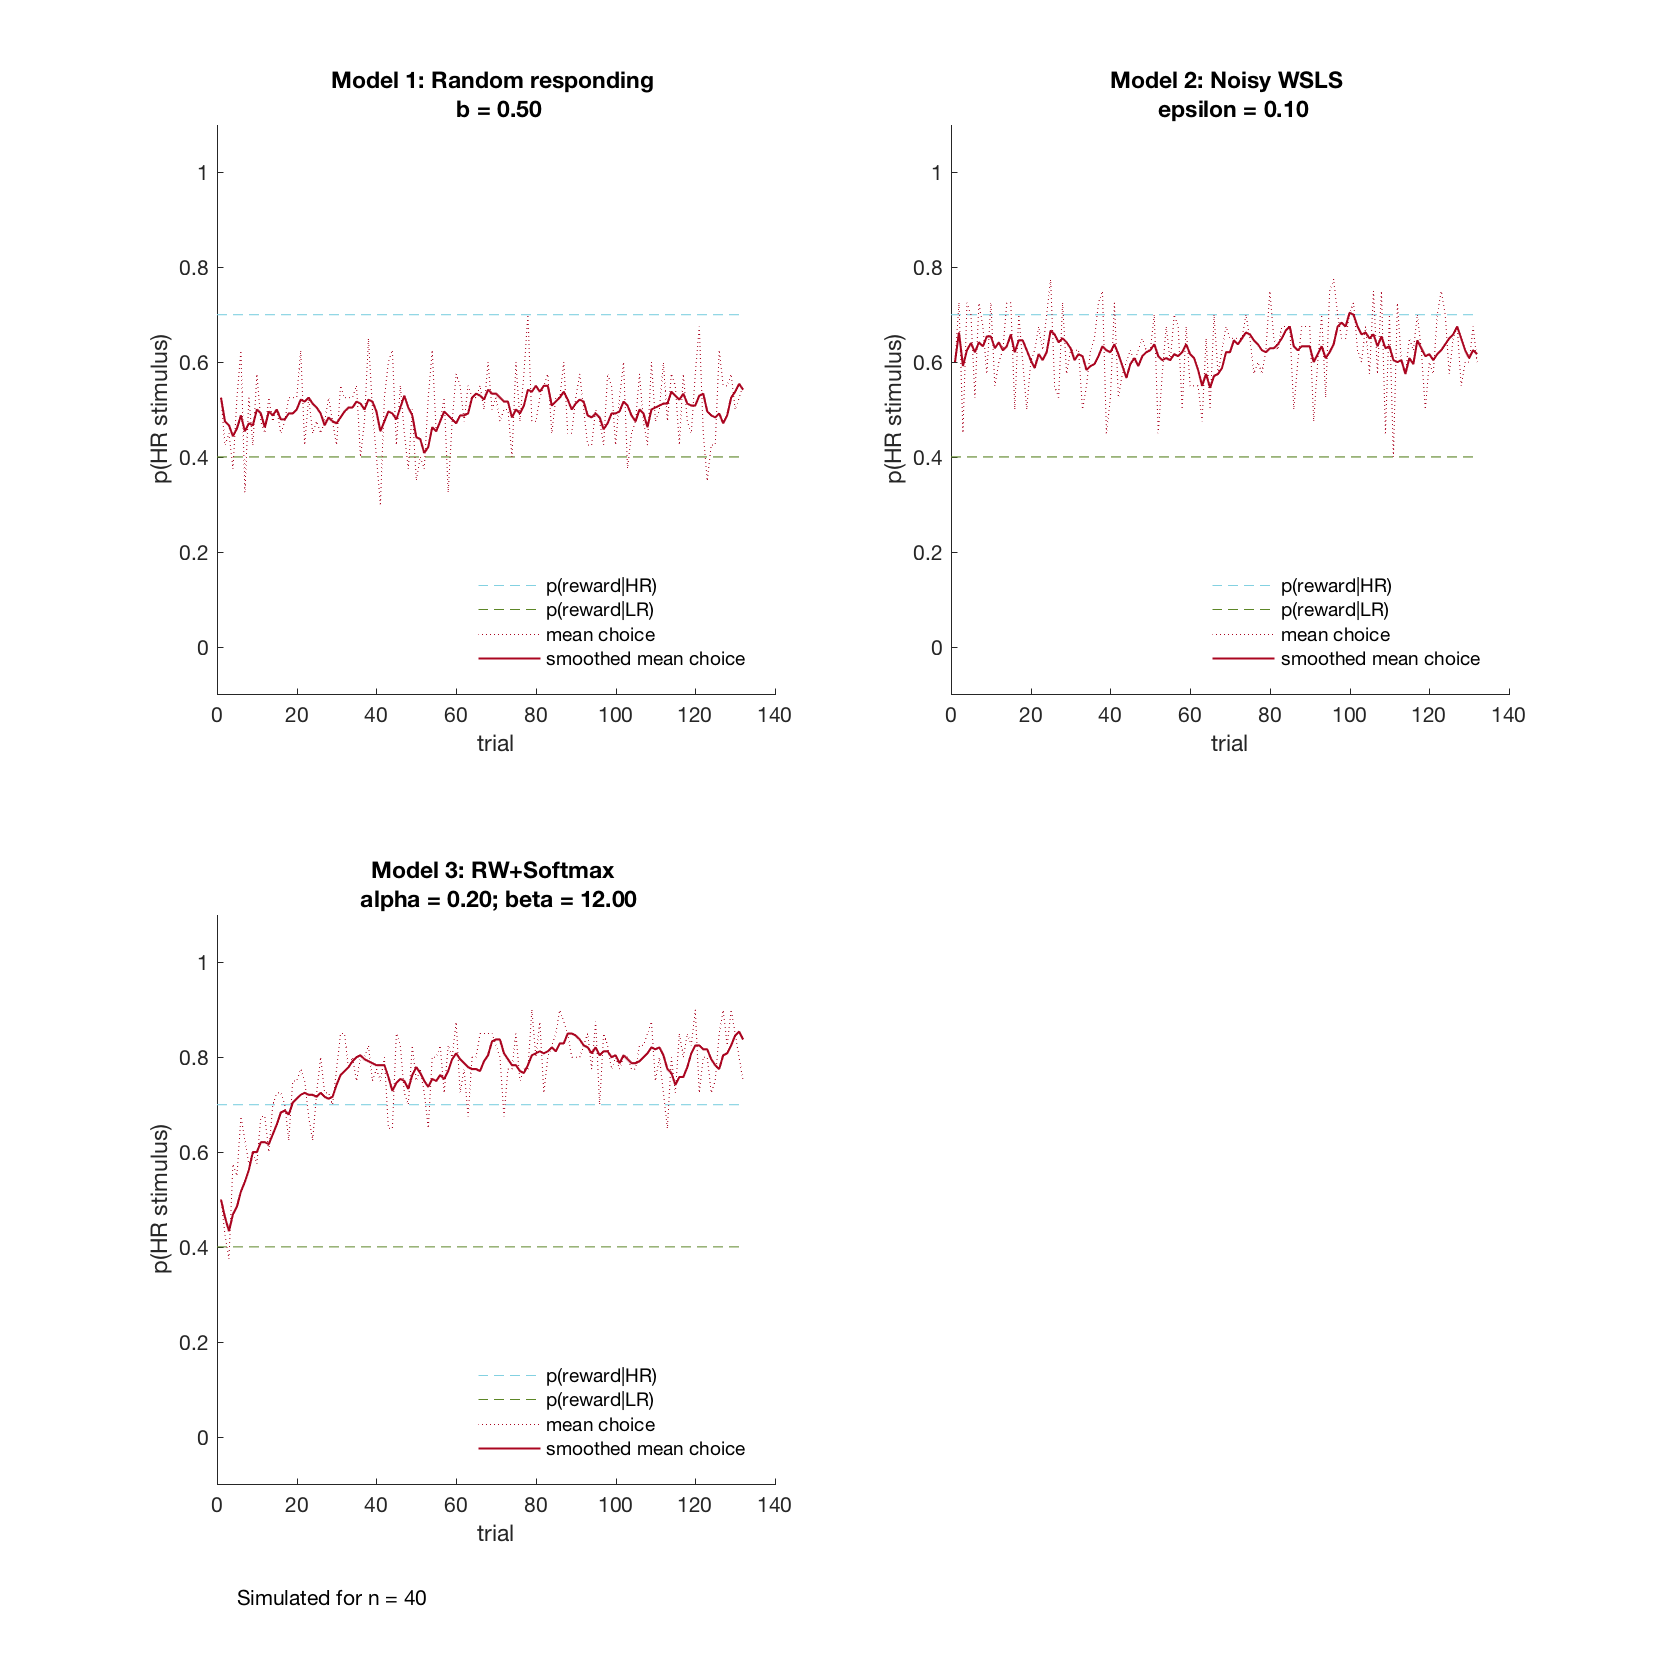 Model 1: Random responding
b = 0.50
p(HR stimulus)
1
0.8
0.6
0.4
0.2
0
p(reward|HR)
p(reward|LR)
mean choice
smoothed mean choice
0 20 40 60 80 100 120 140
trial
Model 2: Noisy WSLS
epsilon = 0.10
p(HR stimulus)
1
0.8
0.6
0.4
0.2
0
p(reward|HR)
p(reward|LR)
mean choice
smoothed mean choice
0 20 40 60 80 100 120 140
trial
Model 3: RW+Softmax
alpha = 0.20; beta = 12.00
p(HR stimulus)
1
0.8
0.6
0.4
0.2
0
p(reward|HR)
p(reward|LR)
mean choice
smoothed mean choice
0 20 40 60 80 100 120 140
trial
Simulated for n = 40